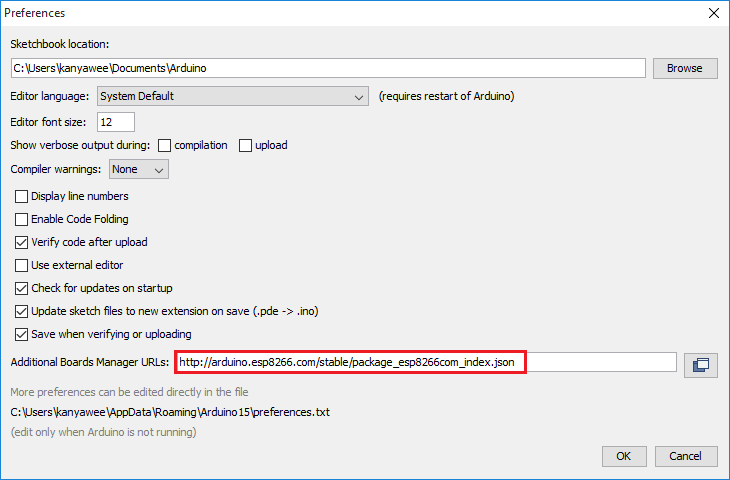 Preferences
Sketchbook location:
C:\Users\kanyawee\Documents\Arduino
Browse
Editor language: System Default (requires restart of Arduino)
Editor font size: 12
Show verbose output during: compilation upload
Compiler warnings: None
Display line numbers
Enable Code Folding
Verify code after upload
Use external editor
Check for updates on startup
Update sketch files to new extension on save (.pde -> .ino)
Save when verifying or uploading
Additional Boards Manager URLs: http://arduino.esp8266.com/stable/package_esp8266com_index.json
More preferences can be edited directly in the file
C:\Users\kanyawee\AppData\Roaming\Arduino15\preferences.txt
(edit only when Arduino is not running)
OK Cancel